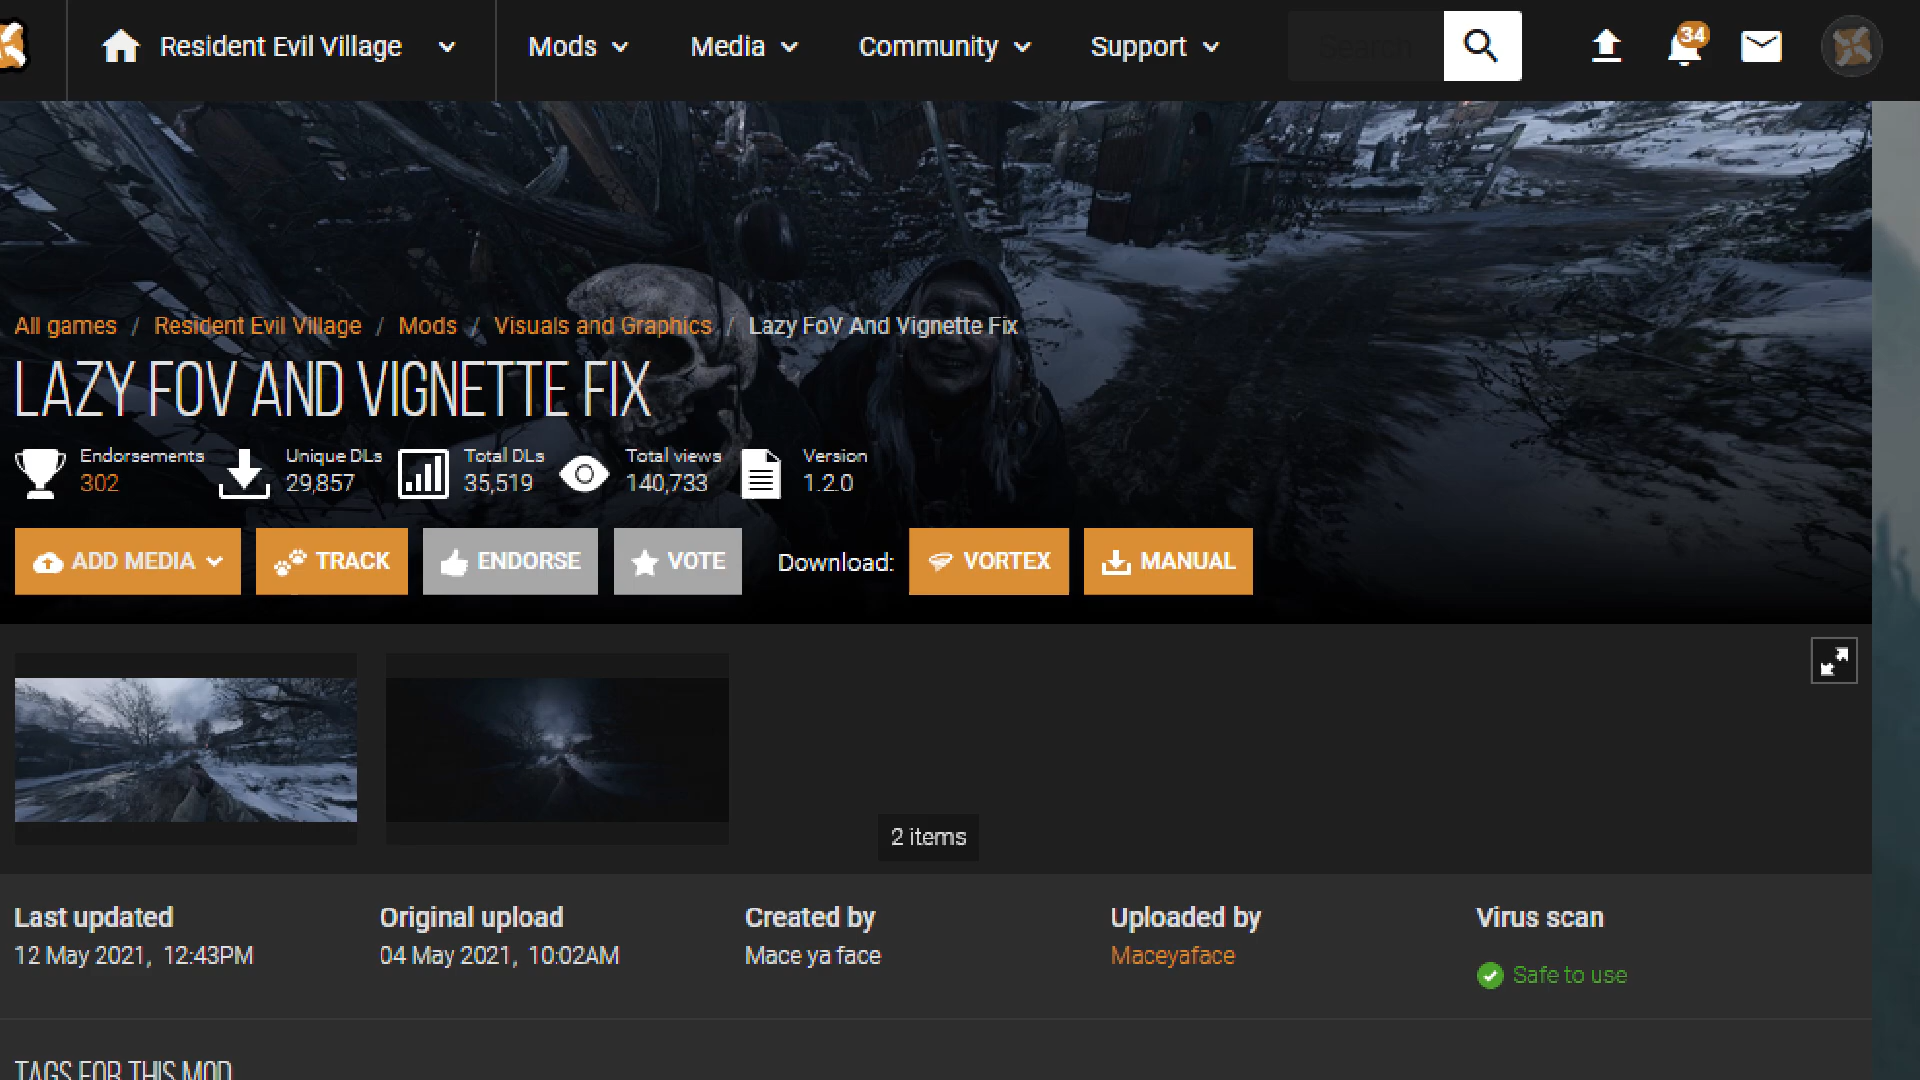 Resident Evil Village
Mods
Media
Community
Support
Search
34
All games / Resident Evil Village / Mods / Visuals and Graphics / Lazy FoV And Vignette Fix
LAZY FOV AND VIGNETTE FIX
Endorsements
302
Unique DLs
29,857
Total DLs
35,519
Total views
140,733
Version
1.2.0
ADD MEDIA
TRACK
ENDORSE
VOTE
Download:
VORTEX
MANUAL
2 items
Last updated
12 May 2021, 12:43PM
Original upload
04 May 2021, 10:02AM
Created by
Mace ya face
Uploaded by
Maceyaface
Virus scan
Safe to use
TAGS FOR THIS MOD